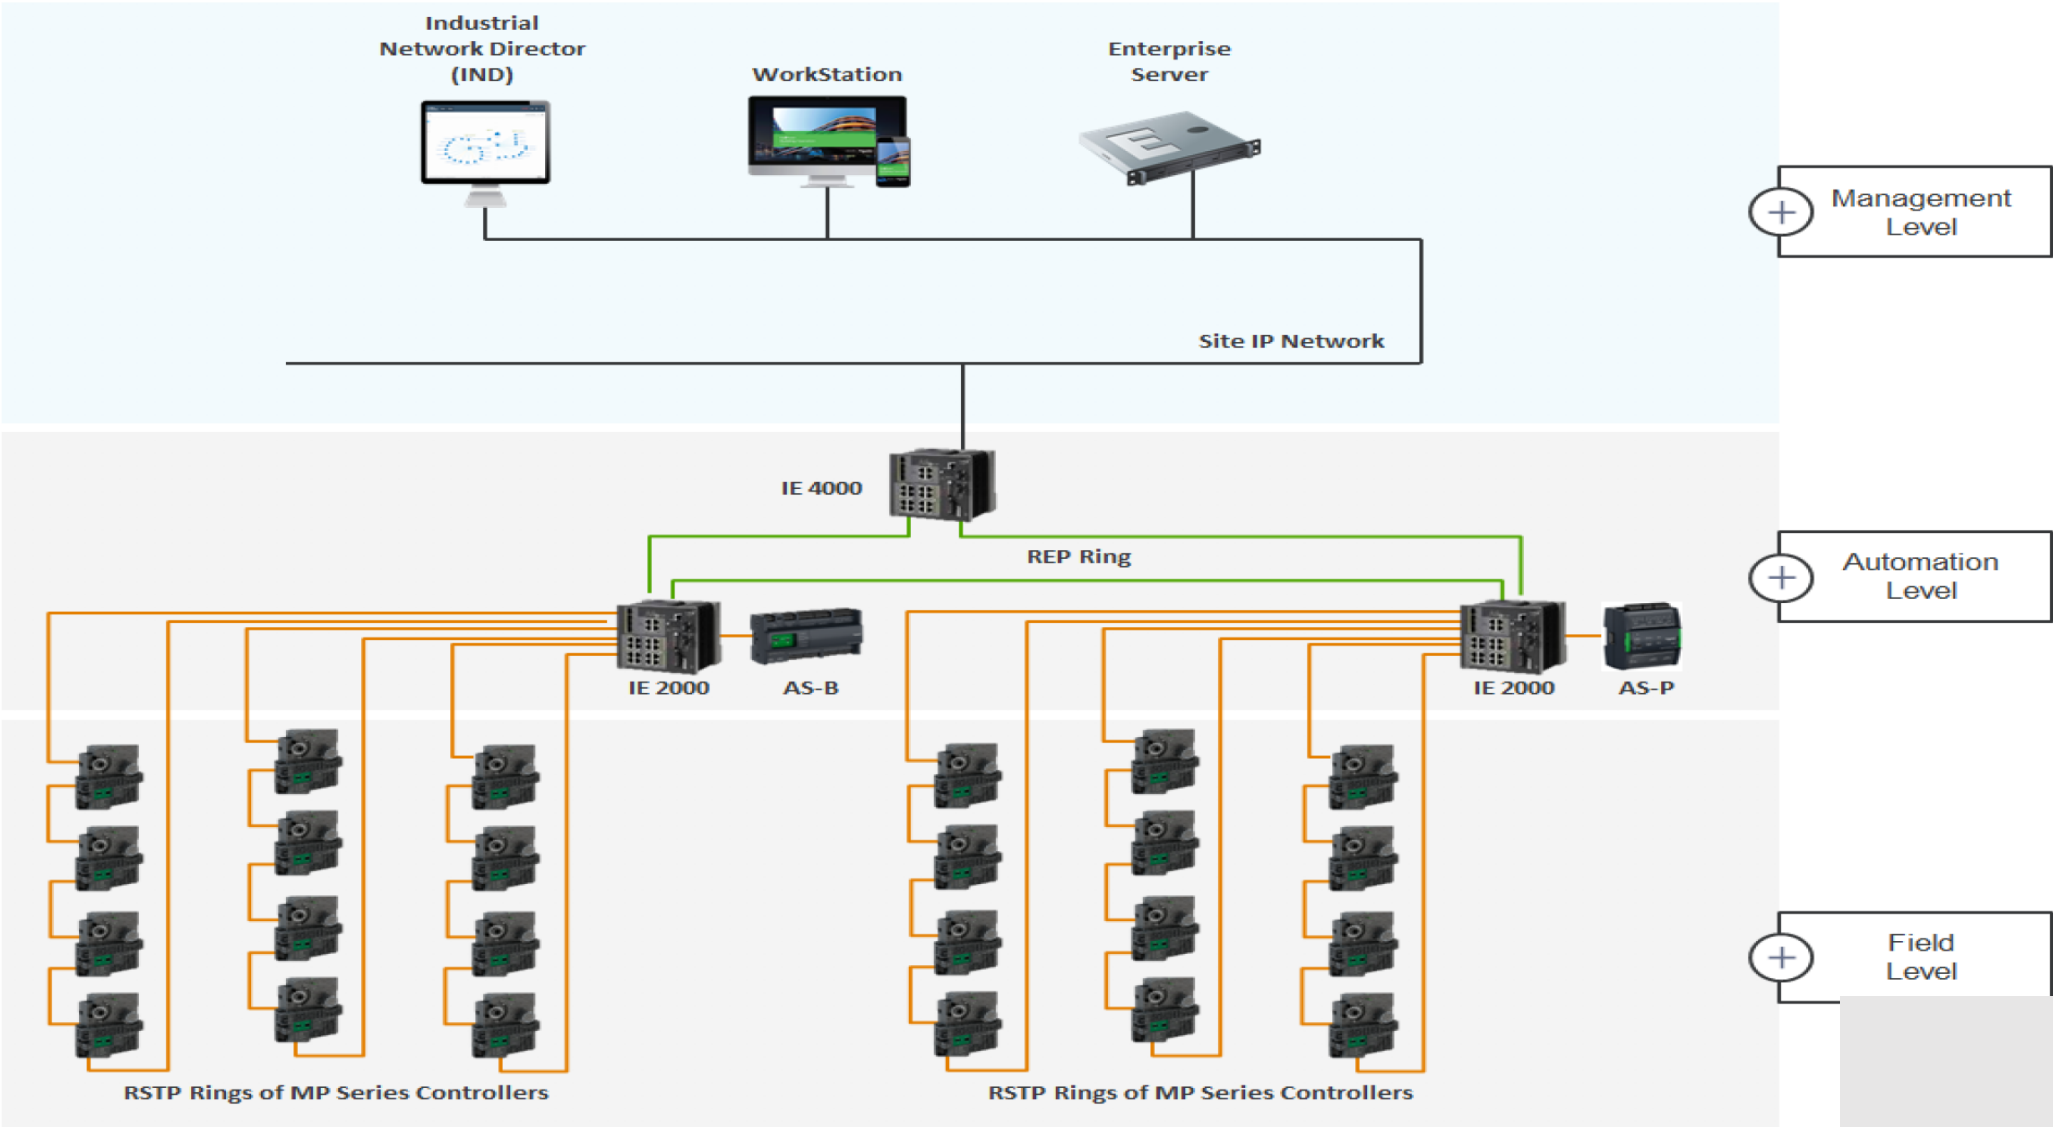 Industrial
Network Director
(IND)
WorkStation
Enterprise
Server
Management
Level
Site IP Network
IE 4000
REP Ring
Automation
Level
IE 2000
AS-B
IE 2000
AS-P
Field
Level
RSTP Rings of MP Series Controllers
RSTP Rings of MP Series Controllers